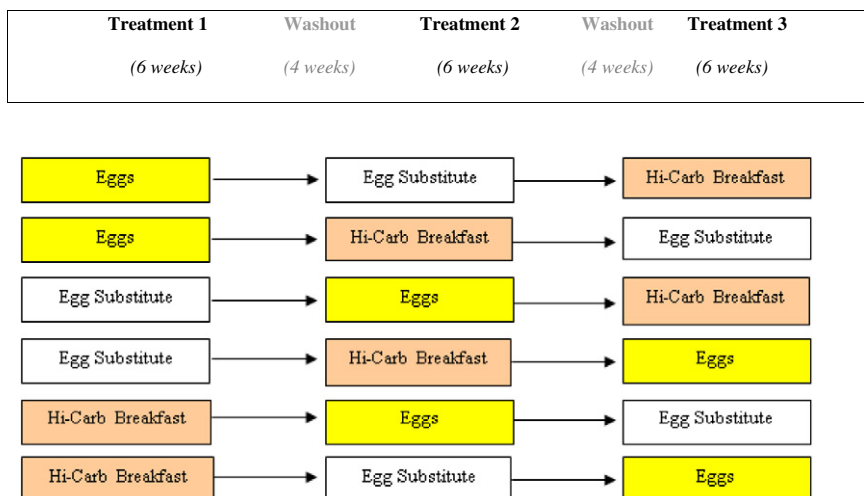 Treatment 1 Washout Treatment 2 Washout Treatment 3
(6 weeks) (4 weeks) (6 weeks) (4 weeks) (6 weeks)
Eggs Egg Substitute Hi-Carb Breakfast
Eggs Hi-Carb Breakfast Egg Substitute
Egg Substitute Eggs Hi-Carb Breakfast
Egg Substitute Hi-Carb Breakfast Eggs
Hi-Carb Breakfast Eggs Egg Substitute
Hi-Carb Breakfast Egg Substitute Eggs